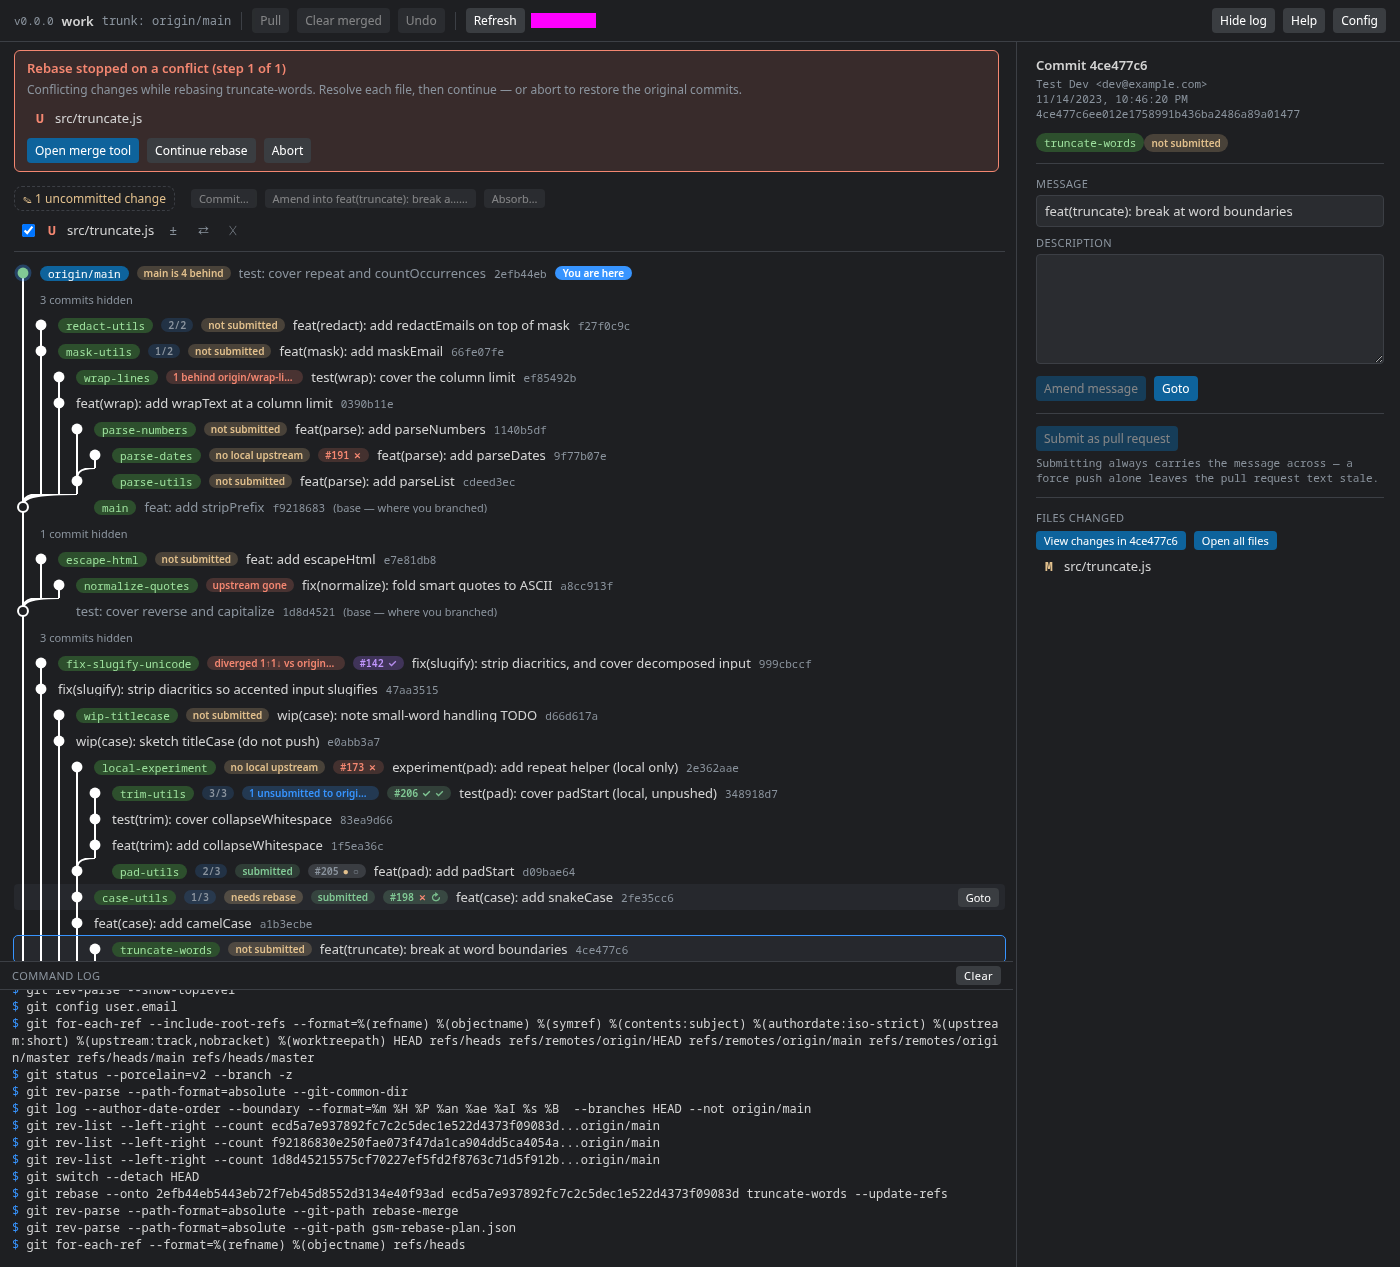 v0.0.0 work trunk: origin/main Pull Clear merged Undo Refresh Hide log Help Config
Rebase stopped on a conflict (step 1 of 1)
Conflicting changes while rebasing truncate-words. Resolve each file, then continue — or abort to restore the original commits.
U src/truncate.js
Open merge tool Continue rebase Abort
✎ 1 uncommitted change Commit... Amend into feat(truncate): break a...... Absorb...
U src/truncate.js ± ⇄ X
origin/main main is 4 behind test: cover repeat and countOccurrences 2efb44eb You are here
3 commits hidden
redact-utils 2/2 not submitted feat(redact): add redactEmails on top of mask f27f0c9c
mask-utils 1/2 not submitted feat(mask): add maskEmail 66fe07fe
wrap-lines 1 behind origin/wrap-li... test(wrap): cover the column limit ef85492b
feat(wrap): add wrapText at a column limit 0390b11e
parse-numbers not submitted feat(parse): add parseNumbers 1140b5df
parse-dates no local upstream #191 × feat(parse): add parseDates 9f77b07e
parse-utils not submitted feat(parse): add parseList cdeed3ec
main feat: add stripPrefix f9218683 (base — where you branched)
1 commit hidden
escape-html not submitted feat: add escapeHtml e7e81db8
normalize-quotes upstream gone fix(normalize): fold smart quotes to ASCII a8cc913f
test: cover reverse and capitalize 1d8d4521 (base — where you branched)
3 commits hidden
fix-slugify-unicode diverged 1↑1↓ vs origin... #142 ✓ fix(slugify): strip diacritics, and cover decomposed input 999cbccf
fix(slugify): strip diacritics so accented input slugifies 47aa3515
wip-titlecase not submitted wip(case): note small-word handling TODO d66d617a
wip(case): sketch titleCase (do not push) e0abb3a7
local-experiment no local upstream #173 × experiment(pad): add repeat helper (local only) 2e362aae
trim-utils 3/3 1 unsubmitted to origi... #206 ✓ ✓ test(pad): cover padStart (local, unpushed) 348918d7
test(trim): cover collapseWhitespace 83ea9d66
feat(trim): add collapseWhitespace 1f5ea36c
pad-utils 2/3 submitted #205 ● ○ feat(pad): add padStart d09bae64
case-utils 1/3 needs rebase submitted #198 × ↻ feat(case): add snakeCase 2fe35cc6 Goto
feat(case): add camelCase a1b3ecbe
truncate-words not submitted feat(truncate): break at word boundaries 4ce477c6
COMMAND LOG Clear
$ git rev-parse --show-toplevel
$ git config user.email
$ git for-each-ref --include-root-refs --format=%(refname) %(objectname) %(symref) %(contents:subject) %(authordate:iso-strict) %(upstrea
m:short) %(upstream:track,nobracket) %(worktreepath) HEAD refs/heads refs/remotes/origin/HEAD refs/remotes/origin/main refs/remotes/origi
n/master refs/heads/main refs/heads/master
$ git status --porcelain=v2 --branch -z
$ git rev-parse --path-format=absolute --git-common-dir
$ git log --author-date-order --boundary --format=%m %H %P %an %ae %aI %s %B --branches HEAD --not origin/main
$ git rev-list --left-right --count ecd5a7e937892fc7c2c5dec1e522d4373f09083d...origin/main
$ git rev-list --left-right --count f92186830e250fae073f47da1ca904dd5ca4054a...origin/main
$ git rev-list --left-right --count 1d8d45215575cf70227ef5fd2f8763c71d5f912b...origin/main
$ git switch --detach HEAD
$ git rebase --onto 2efb44eb5443eb72f7eb45d8552d3134e40f93ad ecd5a7e937892fc7c2c5dec1e522d4373f09083d truncate-words --update-refs
$ git rev-parse --path-format=absolute --git-path rebase-merge
$ git rev-parse --path-format=absolute --git-path gsm-rebase-plan.json
$ git for-each-ref --format=%(refname) %(objectname) refs/heads
Commit 4ce477c6
Test Dev <dev@example.com>
11/14/2023, 10:46:20 PM
4ce477c6ee012e1758991b436ba2486a89a01477
truncate-words not submitted
MESSAGE
feat(truncate): break at word boundaries
DESCRIPTION
Amend message Goto
Submit as pull request
Submitting always carries the message across — a
force push alone leaves the pull request text stale.
FILES CHANGED
View changes in 4ce477c6 Open all files
M src/truncate.js